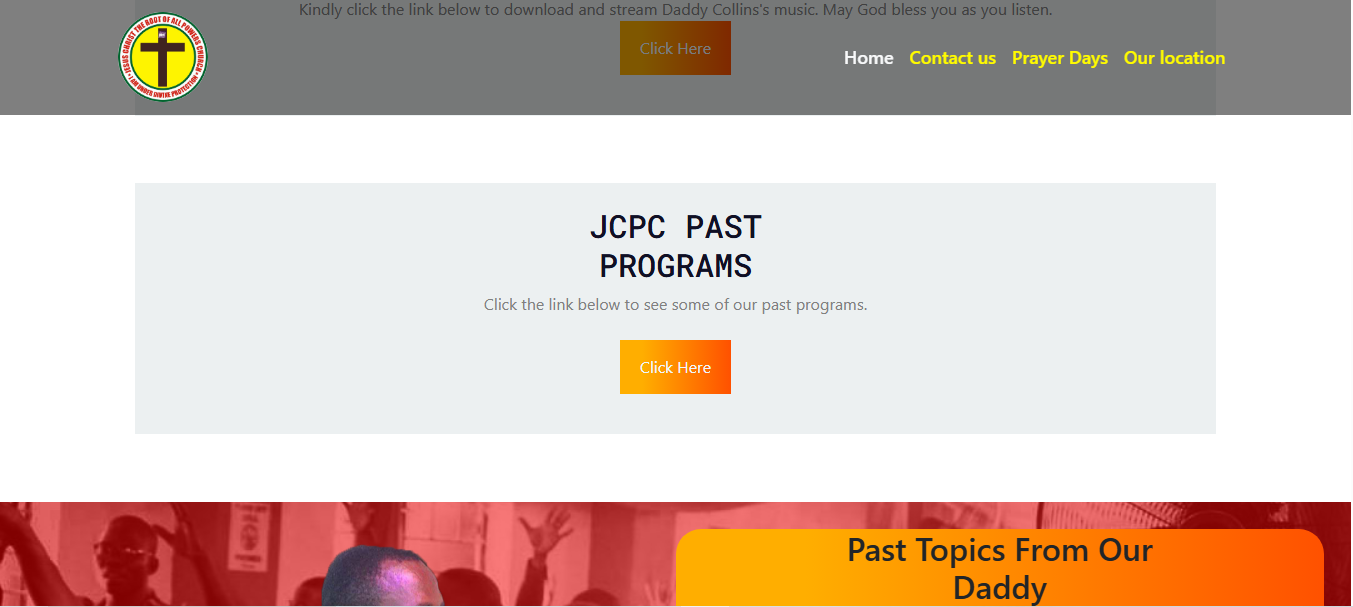 Kindly click the link below to download and stream Daddy Collins's music. May God bless you as you listen.
Click Here
JESUS CHRIST THE ROOT OF ALL POWERS CHURCH
I AM UNDER DIVINE PROTECTION
Home Contact us Prayer Days Our location
JCPC PAST
PROGRAMS
Click the link below to see some of our past programs.
Click Here
Past Topics From Our
Daddy